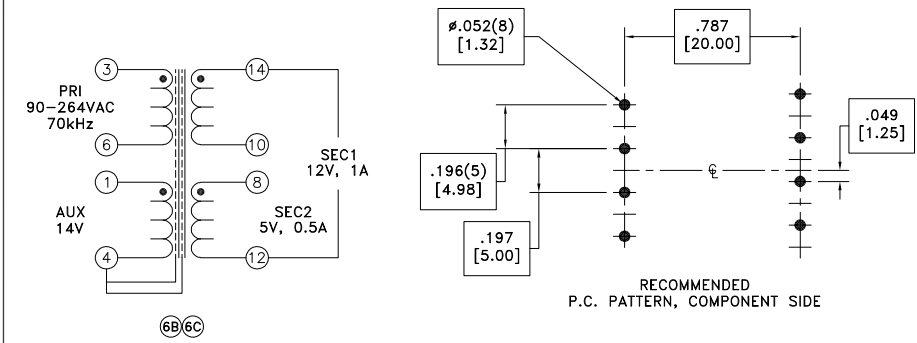 3
14
PRI
90-264VAC
70kHz
6
10
SEC1
12V, 1A
1
8
AUX
14V
SEC2
5V, 0.5A
4
12
6B 6C
ø.052(8)
[1.32]
.787
[20.00]
.049
[1.25]
.196(5)
[4.98]
℄
.197
[5.00]
RECOMMENDED
P.C. PATTERN, COMPONENT SIDE